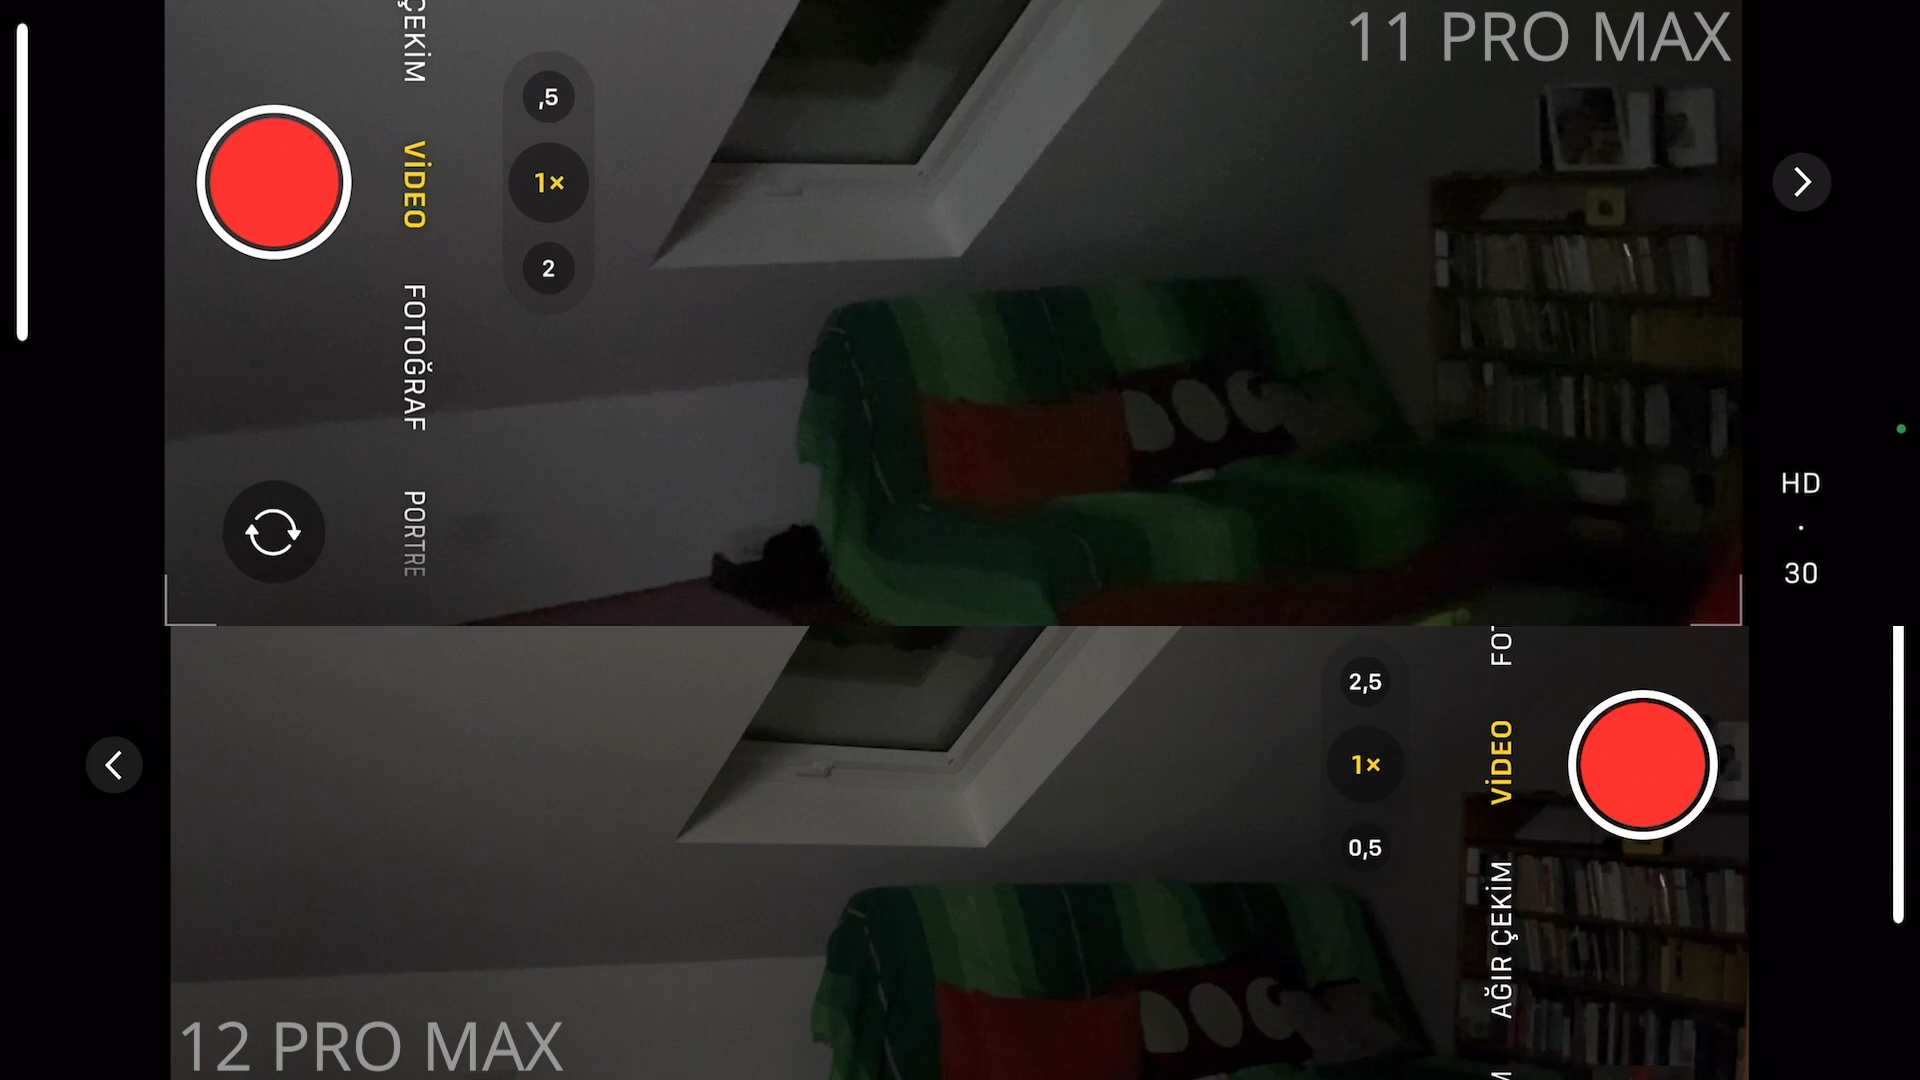 11 PRO MAX
ÇEKİM
VİDEO
FOTOĞRAF
PORTRE
,5
1×
2
HD
30
12 PRO MAX
2,5
1×
0,5
FOT
VİDEO
AĞIR ÇEKİM